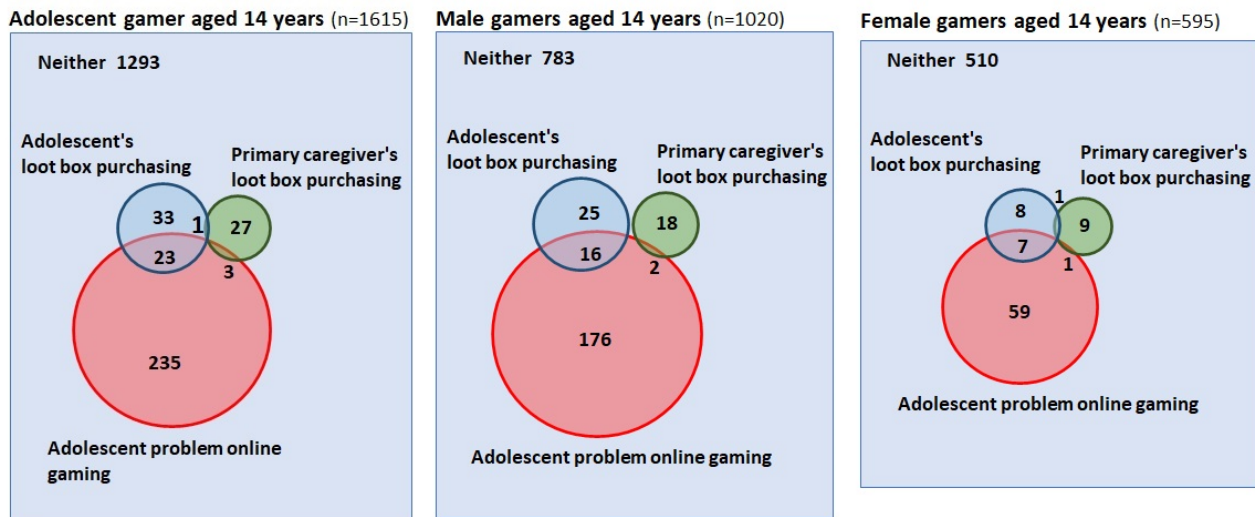 Adolescent gamer aged 14 years (n=1615)
Neither 1293
Adolescent's
loot box purchasing
Primary caregiver's
loot box purchasing
33
1
27
23
3
235
Adolescent problem online
gaming
Male gamers aged 14 years (n=1020)
Neither 783
Adolescent's
loot box purchasing
Primary caregiver's
loot box purchasing
25
18
16
2
176
Adolescent problem online gaming
Female gamers aged 14 years (n=595)
Neither 510
Adolescent's
loot box purchasing
Primary caregiver's
loot box purchasing
1
8
9
7
1
59
Adolescent problem online gaming